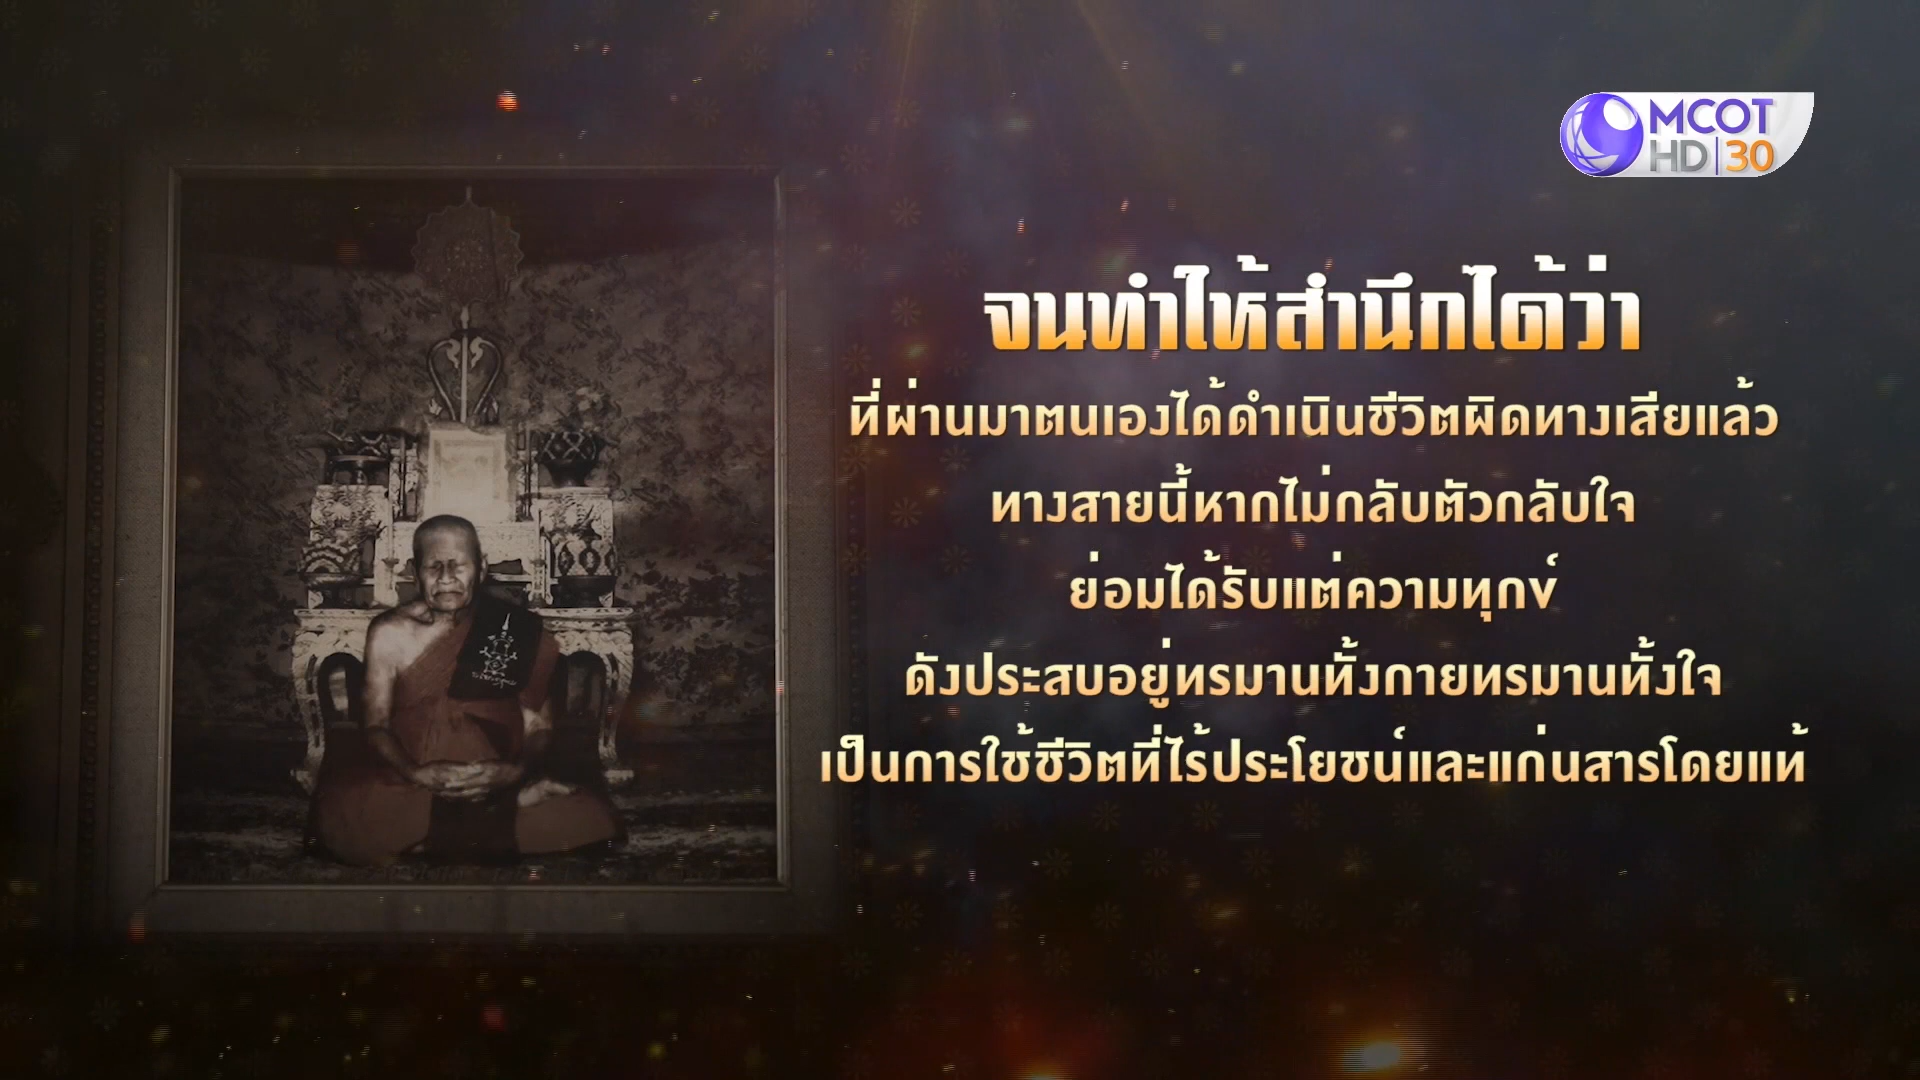 MCOT
HD 30
จนทำให้สำนึกได้ว่า
ที่ผ่านมาตนเองได้ดำเนินชีวิตผิดทางเสียแล้ว
ทางสายนี้หากไม่กลับตัวกลับใจ
ย่อมได้รับแต่ความทุกข์
ดังประสบอยู่ทรมานทั้งกายทรมานทั้งใจ
เป็นการใช้ชีวิตที่ไร้ประโยชน์และแก่นสารโดยแท้